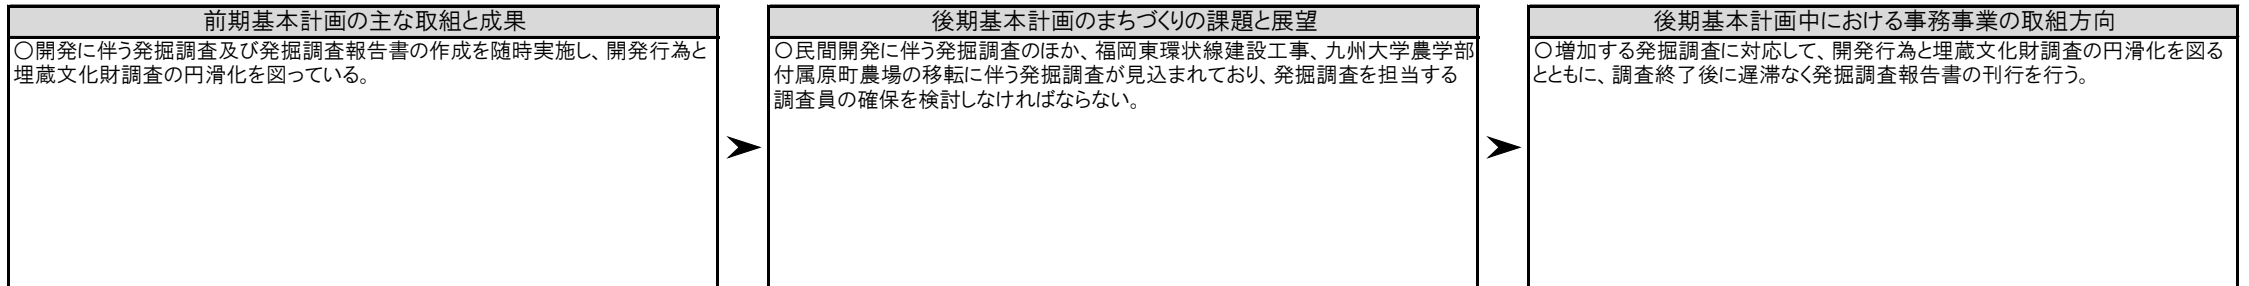 前期基本計画の主な取組と成果
〇開発に伴う発掘調査及び発掘調査報告書の作成を随時実施し、開発行為と
埋蔵文化財調査の円滑化を図っている。
後期基本計画のまちづくりの課題と展望
〇民間開発に伴う発掘調査のほか、福岡東環状線建設工事、九州大学農学部
付属原町農場の移転に伴う発掘調査が見込まれており、発掘調査を担当する
調査員の確保を検討しなければならない。
後期基本計画中における事務事業の取組方向
〇増加する発掘調査に対応して、開発行為と埋蔵文化財調査の円滑化を図る
とともに、調査終了後に遅滞なく発掘調査報告書の刊行を行う。